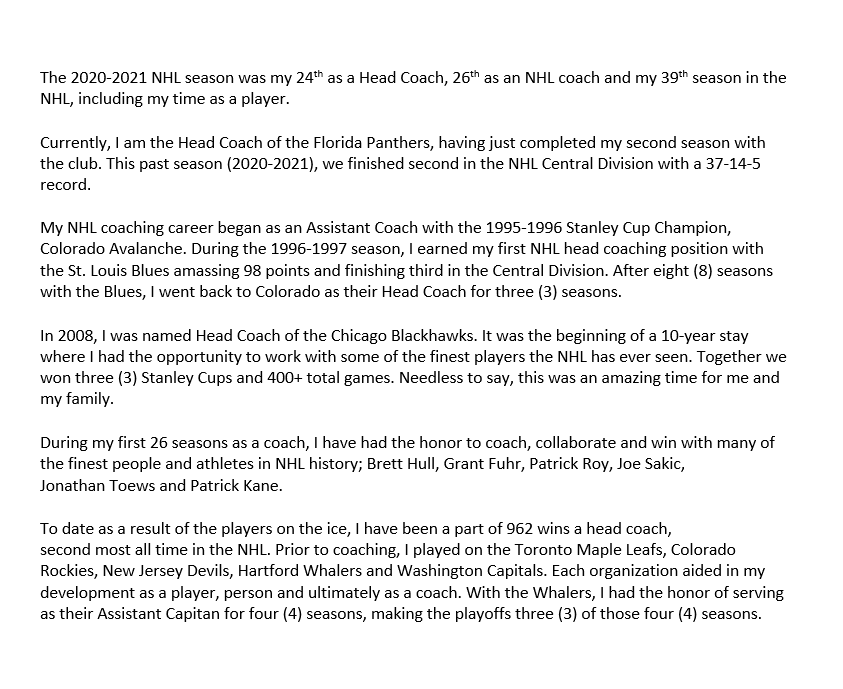 The 2020-2021 NHL season was my 24th as a Head Coach, 26th as an NHL coach and my 39th season in the
NHL, including my time as a player.
Currently, I am the Head Coach of the Florida Panthers, having just completed my second season with
the club. This past season (2020-2021), we finished second in the NHL Central Division with a 37-14-5
record.
My NHL coaching career began as an Assistant Coach with the 1995-1996 Stanley Cup Champion,
Colorado Avalanche. During the 1996-1997 season, I earned my first NHL head coaching position with
the St. Louis Blues amassing 98 points and finishing third in the Central Division. After eight (8) seasons
with the Blues, I went back to Colorado as their Head Coach for three (3) seasons.
In 2008, I was named Head Coach of the Chicago Blackhawks. It was the beginning of a 10-year stay
where I had the opportunity to work with some of the finest players the NHL has ever seen. Together we
won three (3) Stanley Cups and 400+ total games. Needless to say, this was an amazing time for me and
my family.
During my first 26 seasons as a coach, I have had the honor to coach, collaborate and win with many of
the finest people and athletes in NHL history; Brett Hull, Grant Fuhr, Patrick Roy, Joe Sakic,
Jonathan Toews and Patrick Kane.
To date as a result of the players on the ice, I have been a part of 962 wins a head coach,
second most all time in the NHL. Prior to coaching, I played on the Toronto Maple Leafs, Colorado
Rockies, New Jersey Devils, Hartford Whalers and Washington Capitals. Each organization aided in my
development as a player, person and ultimately as a coach. With the Whalers, I had the honor of serving
as their Assistant Capitan for four (4) seasons, making the playoffs three (3) of those four (4) seasons.